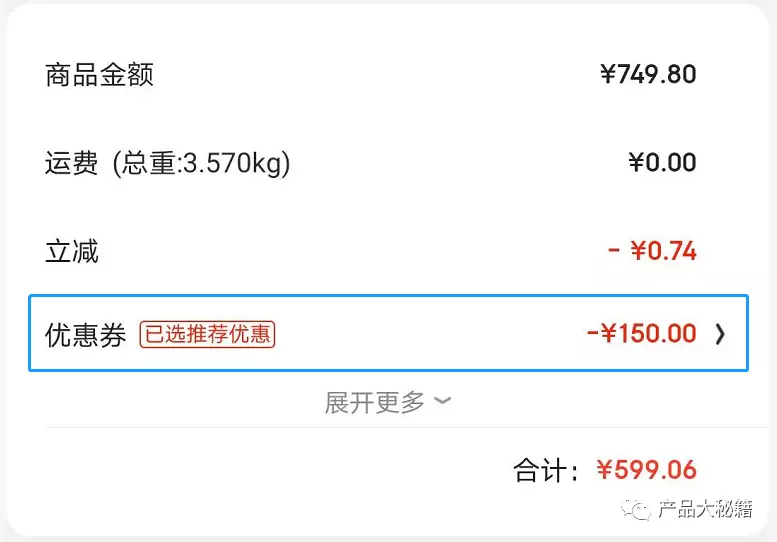 商品金额 ¥749.80
运费 (总重:3.570kg) ¥0.00
立减 - ¥0.74
优惠券 已选推荐优惠 -¥150.00
展开更多
合计: ¥599.06
产品大秘籍